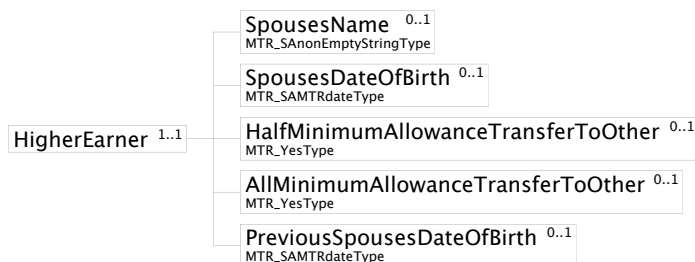 SpousesName 0..1
MTR_SAnonEmptyStringType
SpousesDateOfBirth 0..1
MTR_SAMTRdateType
HigherEarner 1..1
HalfMinimumAllowanceTransferToOther 0..1
MTR_YesType
AllMinimumAllowanceTransferToOther 0..1
MTR_YesType
PreviousSpousesDateOfBirth 0..1
MTR_SAMTRdateType